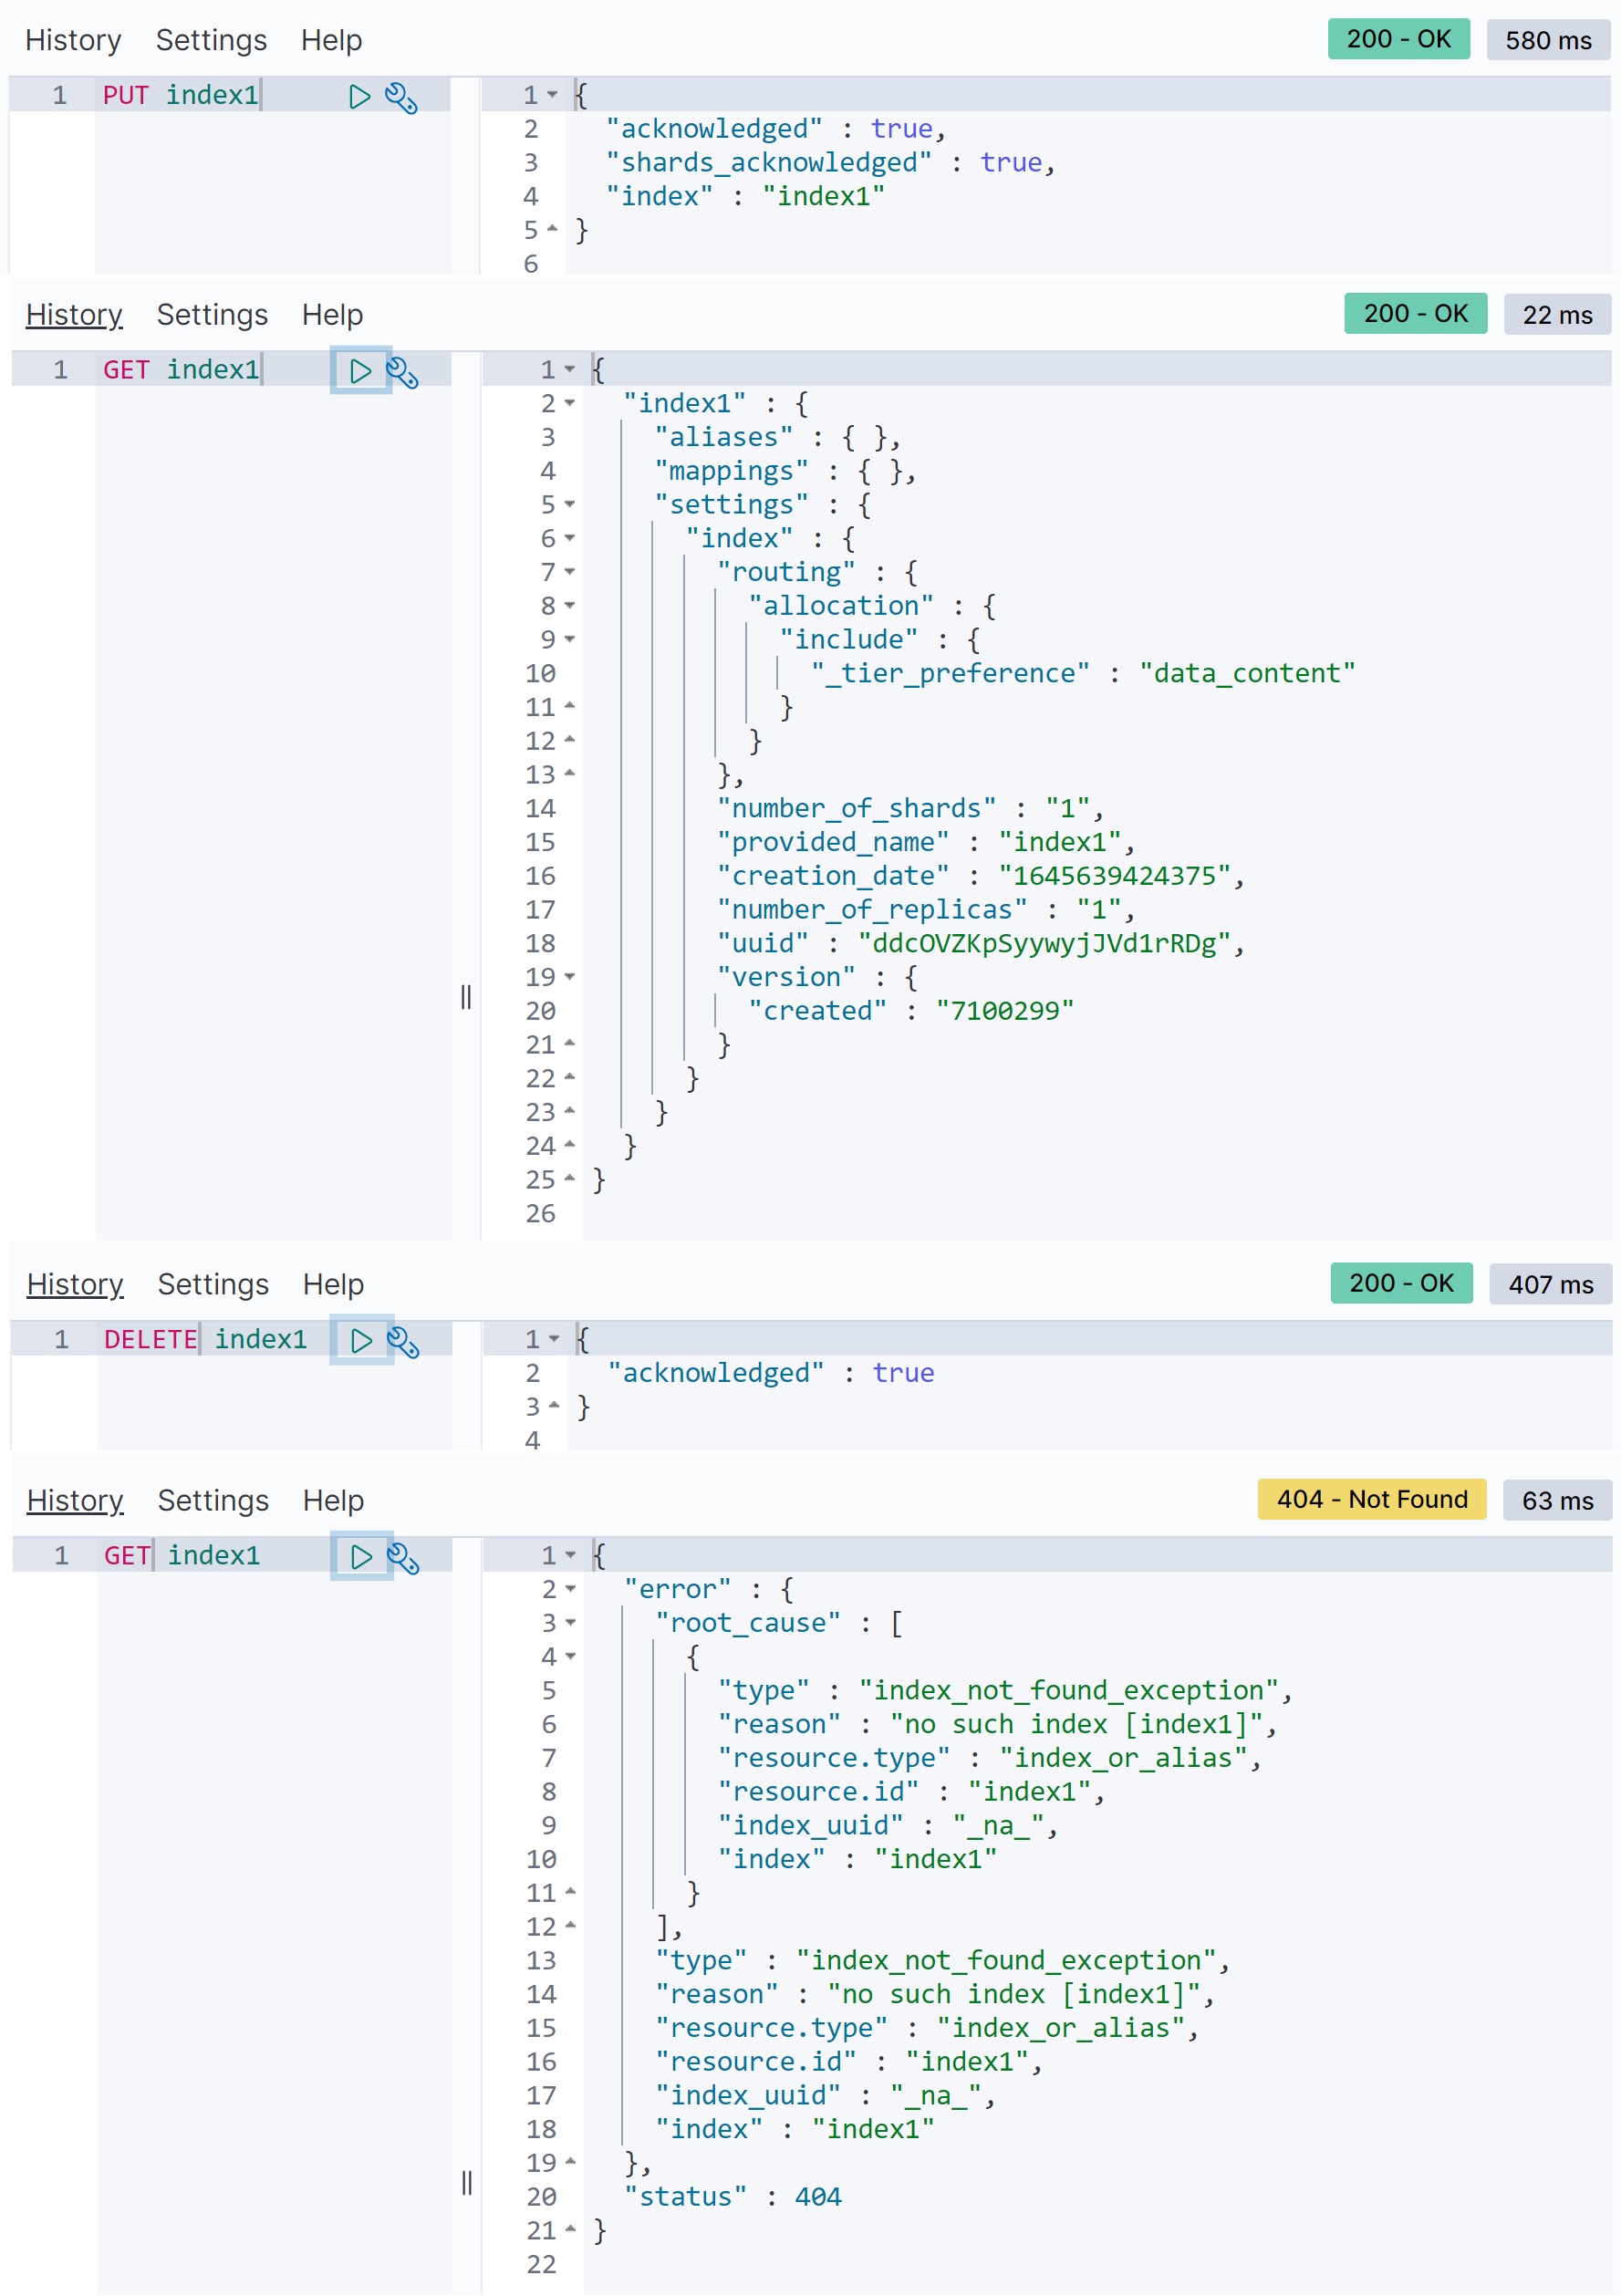 History Settings Help 200 - OK 580 ms
1 PUT index1
1 {
2 "acknowledged" : true,
3 "shards_acknowledged" : true,
4 "index" : "index1"
5 }
6
History Settings Help 200 - OK 22 ms
1 GET index1
1 {
2 "index1" : {
3 "aliases" : { },
4 "mappings" : { },
5 "settings" : {
6 "index" : {
7 "routing" : {
8 "allocation" : {
9 "include" : {
10 "_tier_preference" : "data_content"
11 }
12 }
13 },
14 "number_of_shards" : "1",
15 "provided_name" : "index1",
16 "creation_date" : "1645639424375",
17 "number_of_replicas" : "1",
18 "uuid" : "ddcOVZKpSyywyjJVd1rRDg",
19 "version" : {
20 "created" : "7100299"
21 }
22 }
23 }
24 }
25 }
26
History Settings Help 200 - OK 407 ms
1 DELETE index1
1 {
2 "acknowledged" : true
3 }
4
History Settings Help 404 - Not Found 63 ms
1 GET index1
1 {
2 "error" : {
3 "root_cause" : [
4 {
5 "type" : "index_not_found_exception",
6 "reason" : "no such index [index1]",
7 "resource.type" : "index_or_alias",
8 "resource.id" : "index1",
9 "index_uuid" : "_na_",
10 "index" : "index1"
11 }
12 ],
13 "type" : "index_not_found_exception",
14 "reason" : "no such index [index1]",
15 "resource.type" : "index_or_alias",
16 "resource.id" : "index1",
17 "index_uuid" : "_na_",
18 "index" : "index1"
19 },
20 "status" : 404
21 }
22